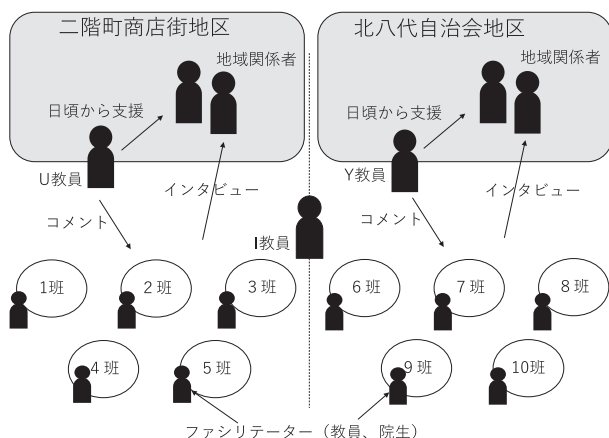 二階町商店街地区
地域関係者
日頃から支援
U教員
インタビュー
コメント
北八代自治会地区
地域関係者
日頃から支援
Y教員
インタビュー
コメント
I教員
1班
2班
3班
4班
5班
6班
7班
8班
9班
10班
ファシリテーター（教員、院生）